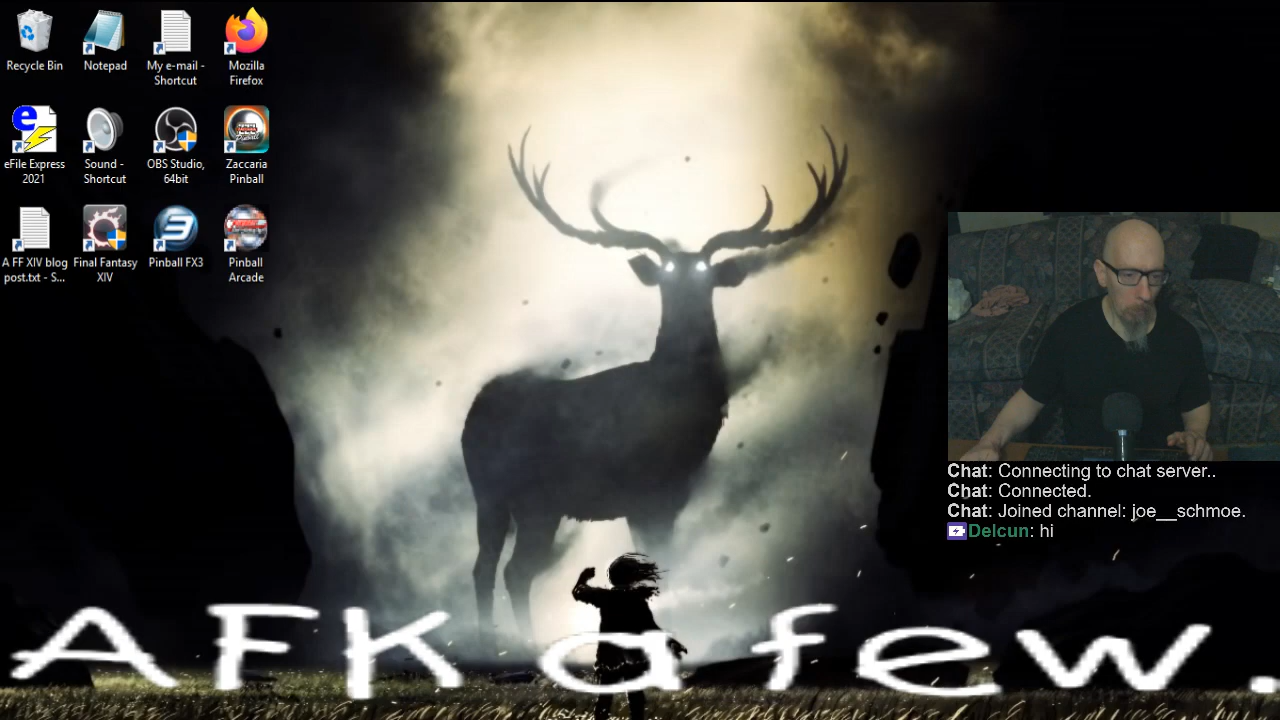 Recycle Bin
Notepad
My e-mail -
Shortcut
Mozilla
Firefox
eFile Express
2021
Sound -
Shortcut
OBS Studio,
64bit
Zaccaria
Pinball
A FF XIV blog
post.txt - S...
Final Fantasy
XIV
Pinball FX3
Pinball
Arcade
Chat: Connecting to chat server..
Chat: Connected.
Chat: Joined channel: joe__schmoe.
Delcun: hi
AFK a few.